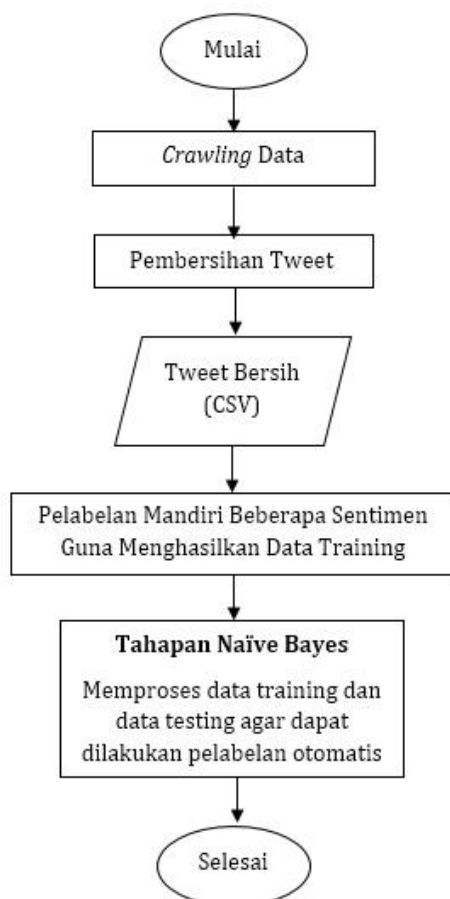 Mulai
Crawling Data
Pembersihan Tweet
Tweet Bersih
(CSV)
Pelabelan Mandiri Beberapa Sentimen
Guna Menghasilkan Data Training
Tahapan Naïve Bayes
Memproses data training dan
data testing agar dapat
dilakukan pelabelan otomatis
Selesai